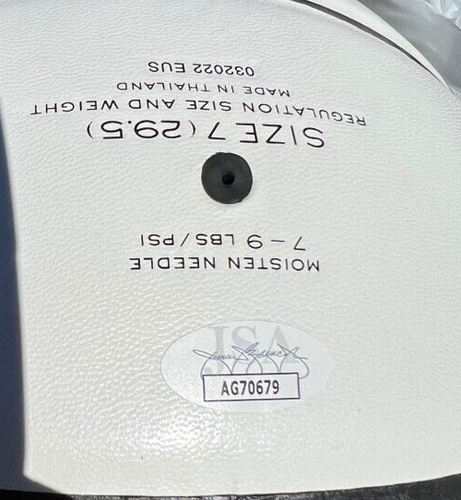 MOISTEN NEEDLE
7-9 LBS/PSI
SIZE 7 (29.5)
REGULATION SIZE AND WEIGHT
MADE IN THAILAND
032022 EUS
JSA
AG70679